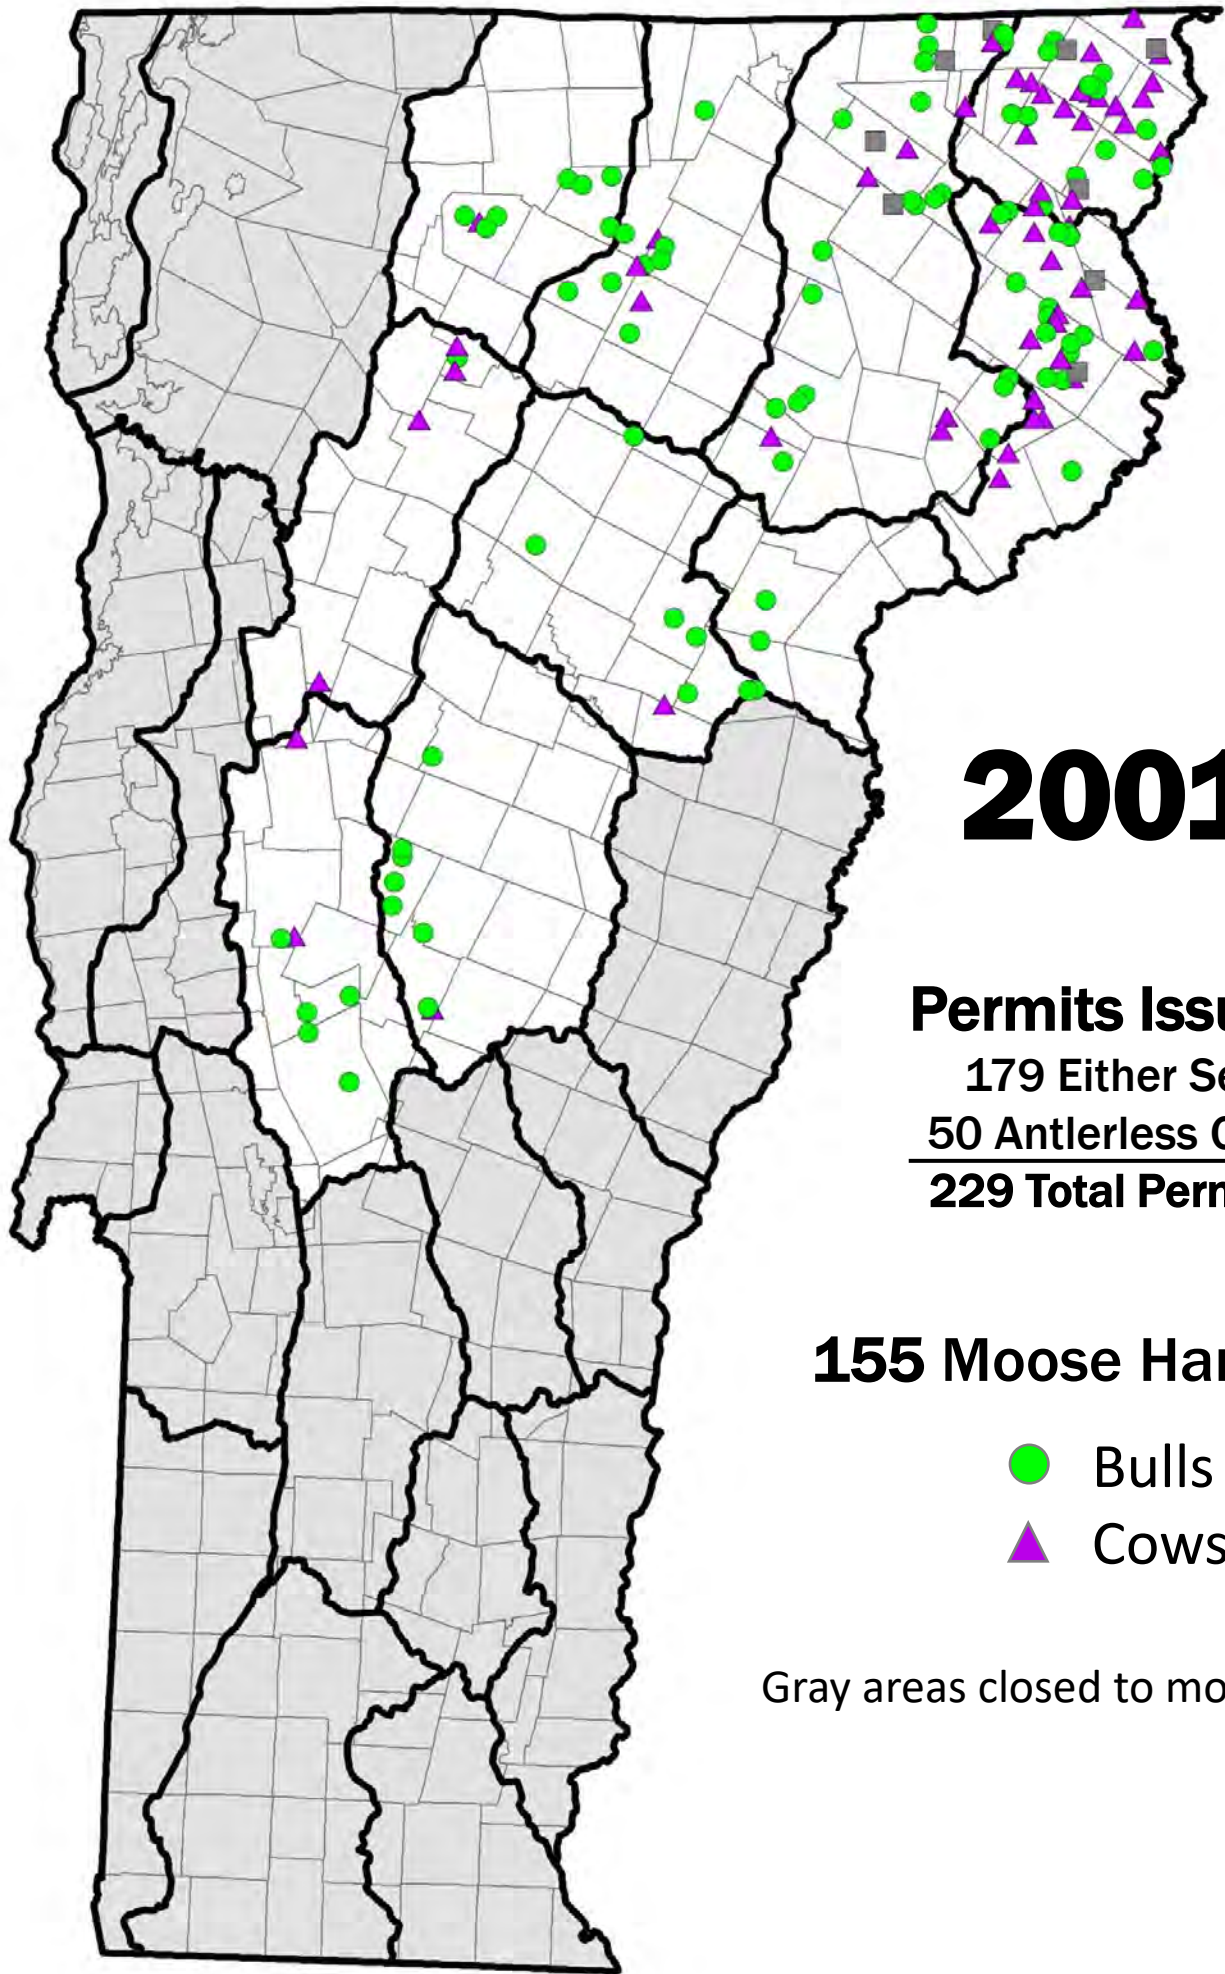 2001
Permits Issu
179 Either Se
50 Antlerless
229 Total Perm
155 Moose Har
Bulls
Cows
Gray areas closed to mo